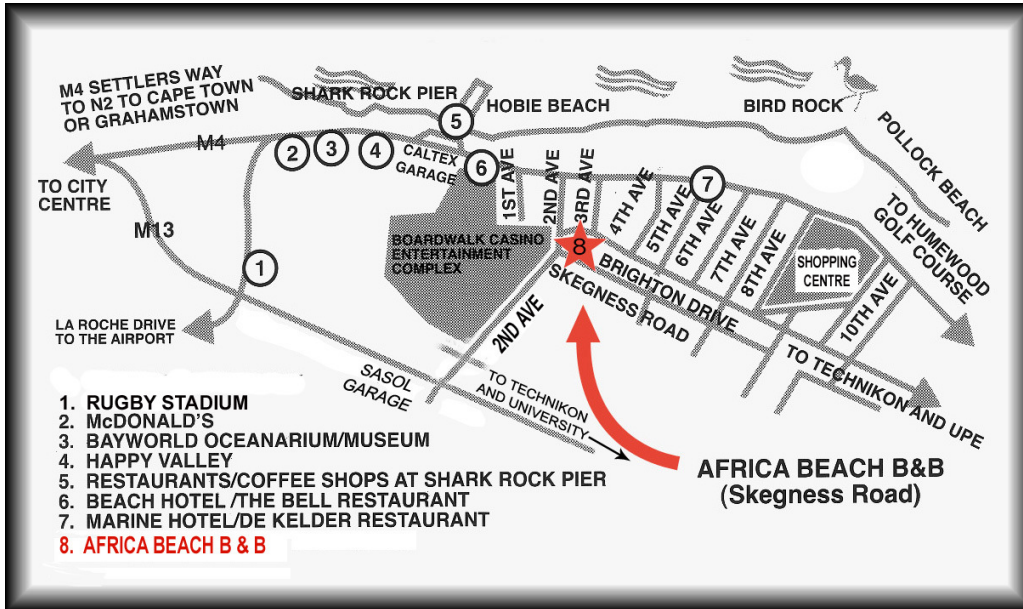 M4 SETTLERS WAY
TO N2 TO CAPE TOWN
OR GRAHAMSTOWN
SHARK ROCK PIER
HOBIE BEACH
BIRD ROCK
POLLOCK BEACH
M4
2
3
4
5
CALTEX
GARAGE
6
1ST AVE
2ND AVE
3RD AVE
4TH AVE
5TH AVE
6TH AVE
7
7TH AVE
8TH AVE
TO HUMEWOOD
GOLF COURSE
TO CITY
CENTRE
M13
1
BOARDWALK CASINO
ENTERTAINMENT
COMPLEX
8
BRIGHTON DRIVE
SKEGNESS ROAD
SHOPPING
CENTRE
10TH AVE
2ND AVE
LA ROCHE DRIVE
TO THE AIRPORT
SASOL
GARAGE
TO TECHNIKON
AND UNIVERSITY
TO TECHNIKON AND UPE
1. RUGBY STADIUM
2. McDONALD'S
3. BAYWORLD OCEANARIUM/MUSEUM
4. HAPPY VALLEY
5. RESTAURANTS/COFFEE SHOPS AT SHARK ROCK PIER
6. BEACH HOTEL /THE BELL RESTAURANT
7. MARINE HOTEL/DE KELDER RESTAURANT
8. AFRICA BEACH B & B
AFRICA BEACH B&B
(Skegness Road)